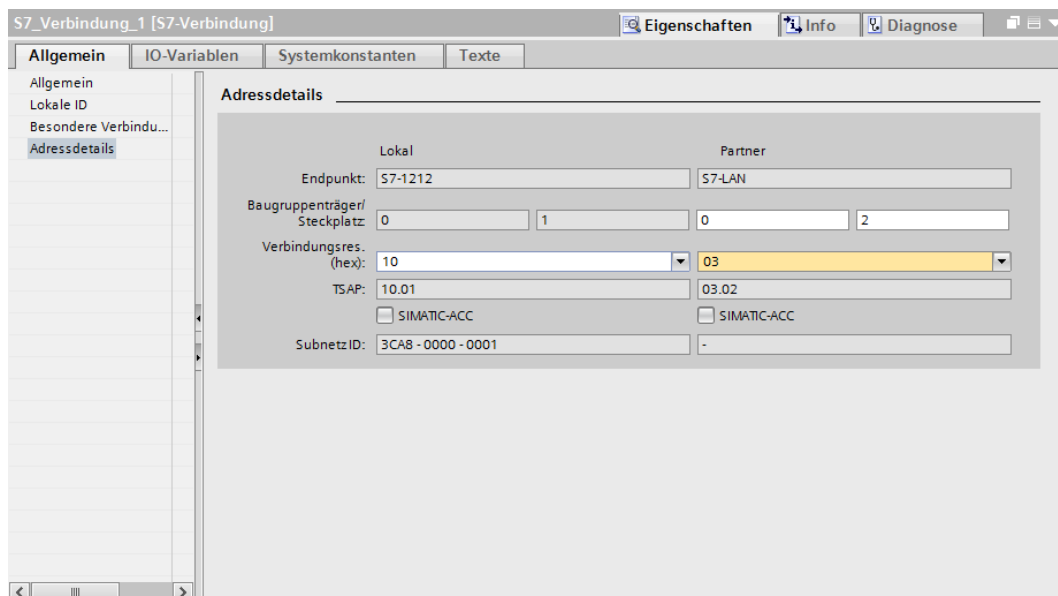 S7_Verbindung_1 [S7-Verbindung]
Eigenschaften
Info
Diagnose
Allgemein
IO-Variablen
Systemkonstanten
Texte
Allgemein
Lokale ID
Besondere Verbindu...
Adressdetails
Adressdetails
Lokal Partner
Endpunkt: S7-1212 S7-LAN
Baugruppenträger/
Steckplatz: 0 1 0 2
Verbindungsres.
(hex): 10 03
TSAP: 10.01 03.02
SIMATIC-ACC SIMATIC-ACC
Subnetz ID: 3CA8 - 0000 - 0001 -